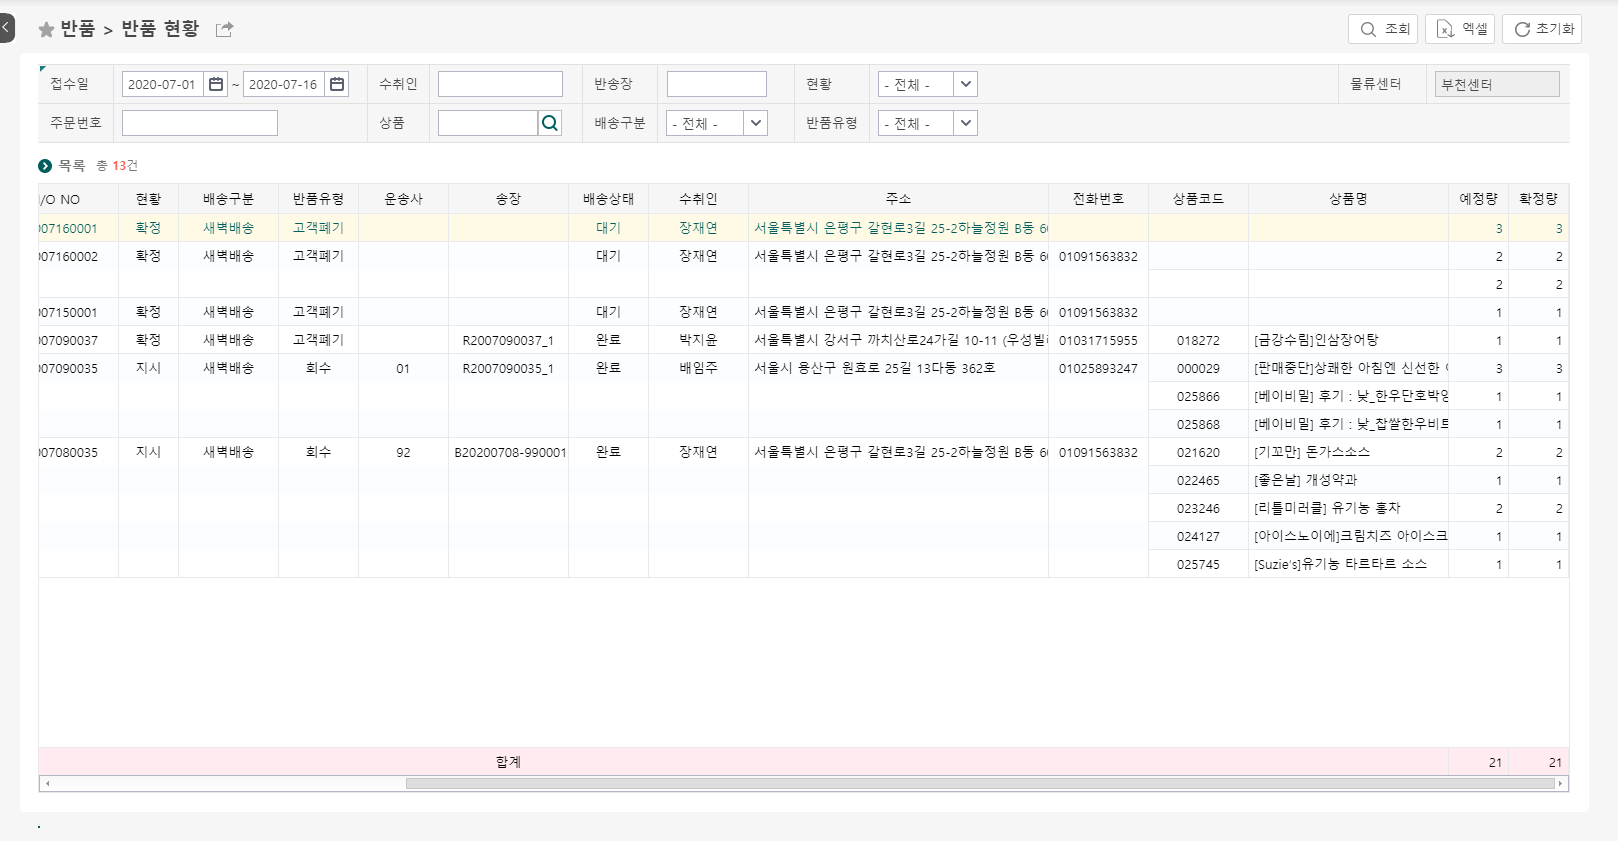 반품 > 반품 현황
조회 엑셀 초기화
접수일 2020-07-01 ~ 2020-07-16 수취인 반송장 현황 - 전체 - 물류센터 부천센터
주문번호 상품 배송구분 - 전체 - 반품유형 - 전체 -
목록 총 13건
I/O NO 현황 배송구분 반품유형 운송사 송장 배송상태 수취인 주소 전화번호 상품코드 상품명 예정량 확정량
007160001 확정 새벽배송 고객폐기 대기 장재연 서울특별시 은평구 갈현로3길 25-2하늘정원 B동 60 3 3
007160002 확정 새벽배송 고객폐기 대기 장재연 서울특별시 은평구 갈현로3길 25-2하늘정원 B동 60 01091563832 2 2
2 2
007150001 확정 새벽배송 고객폐기 대기 장재연 서울특별시 은평구 갈현로3길 25-2하늘정원 B동 60 01091563832 1 1
007090037 확정 새벽배송 고객폐기 R2007090037_1 완료 박지윤 서울특별시 강서구 까치산로24가길 10-11 (우성빌라 01031715955 018272 [금강수림]인삼장어탕 1 1
007090035 지시 새벽배송 회수 01 R2007090035_1 완료 배임주 서울시 용산구 원효로 25길 13다동 362호 01025893247 000029 [판매중단]상쾌한 아침엔 신선한 3 3
025866 [베이비밀] 후기 : 낮_한우단호박영 1 1
025868 [베이비밀] 후기 : 낮_찹쌀한우비트 1 1
007080035 지시 새벽배송 회수 92 B20200708-990001 완료 장재연 서울특별시 은평구 갈현로3길 25-2하늘정원 B동 60 01091563832 021620 [기꼬만] 돈가스소스 2 2
022465 [좋은날] 개성약과 1 1
023246 [리틀미러클] 유기농 홍차 2 2
024127 [아이스노이에]크림치즈 아이스크 1 1
025745 [Suzie's]유기농 타르타르 소스 1 1
합계 21 21